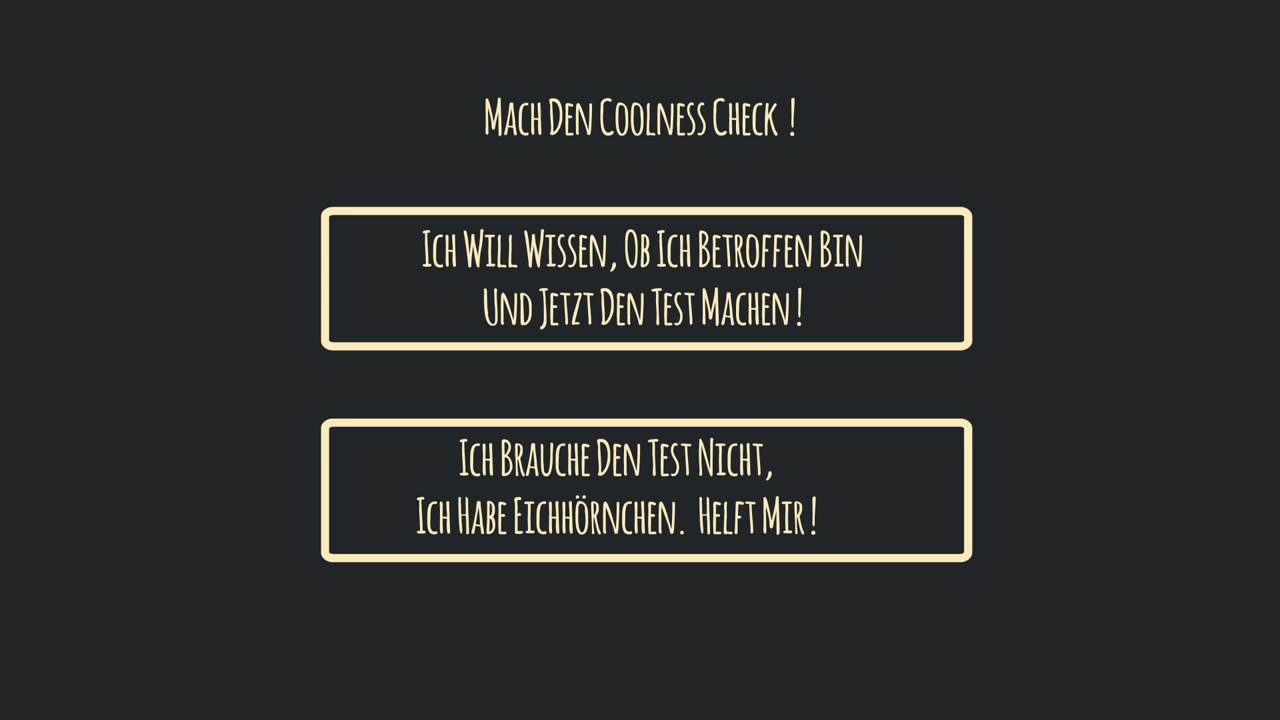 Mach Den Coolness Check !
Ich Will Wissen, Ob Ich Betroffen Bin
Und Jetzt Den Test Machen !
Ich Brauche Den Test Nicht,
Ich Habe Eichhörnchen. Helft Mir !